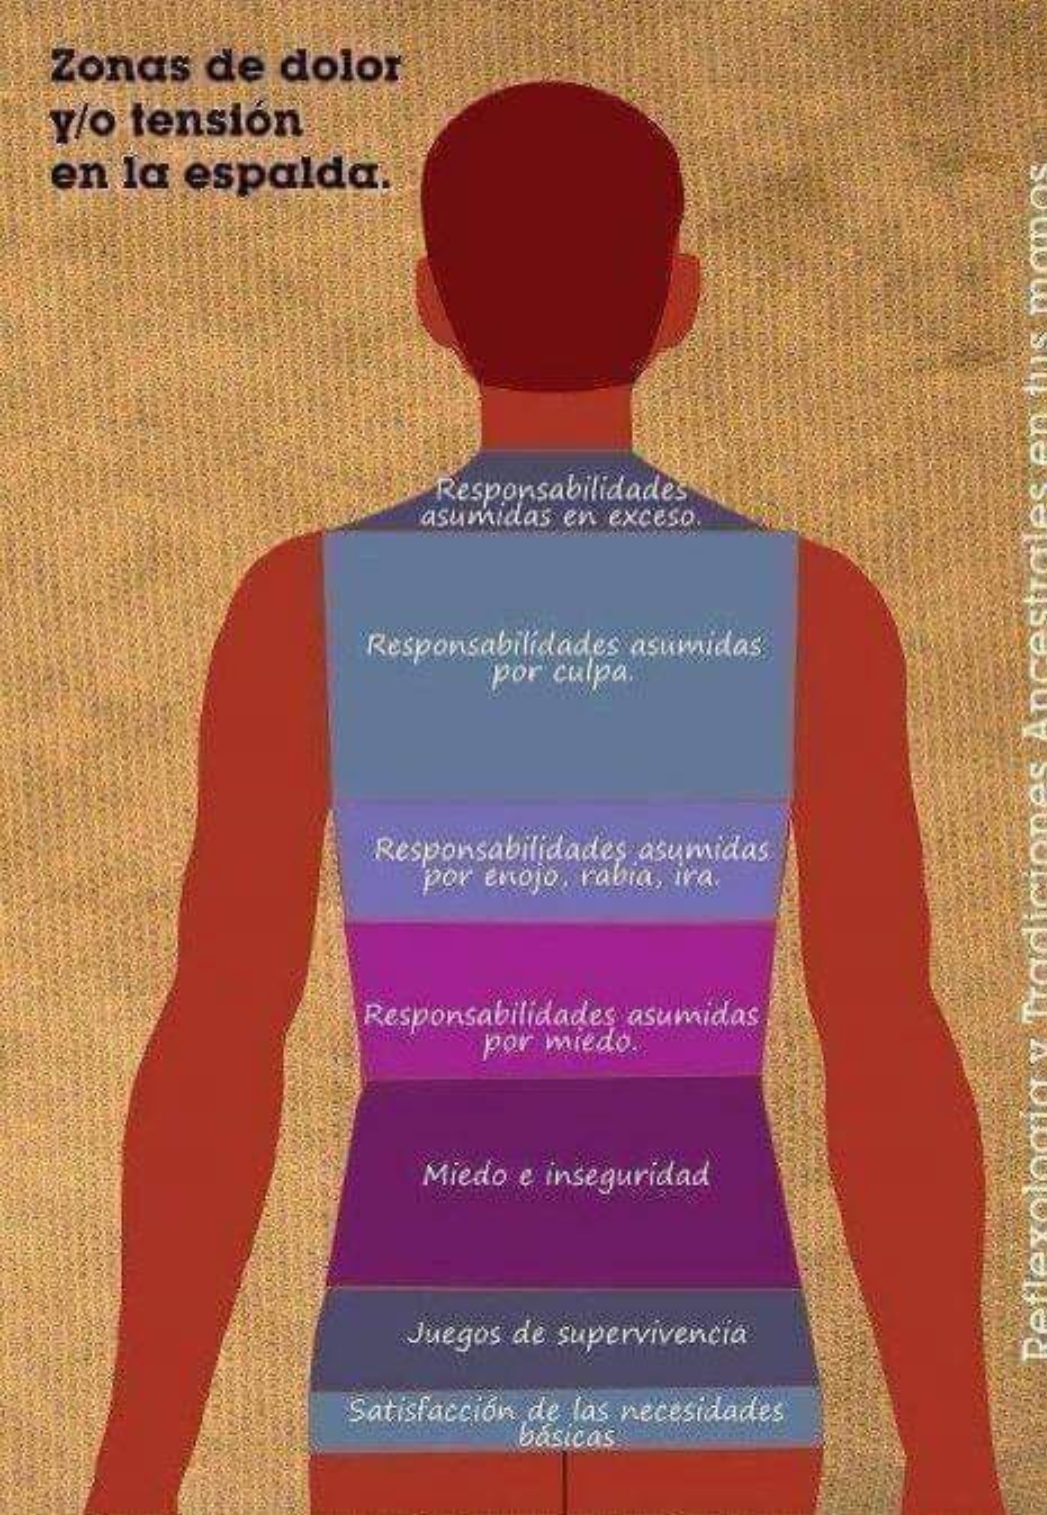 Zonas de dolor
y/o tensión
en la espalda.
Responsabilidades
asumidas en exceso.
Responsabilidades asumidas
por culpa.
Responsabilidades asumidas
por enojo, rabia, ira.
Responsabilidades asumidas
por miedo.
Miedo e inseguridad
Juegos de supervivencia
Satisfacción de las necesidades
básicas
Reflexología y Tradiciones Ancestrales en tus manos